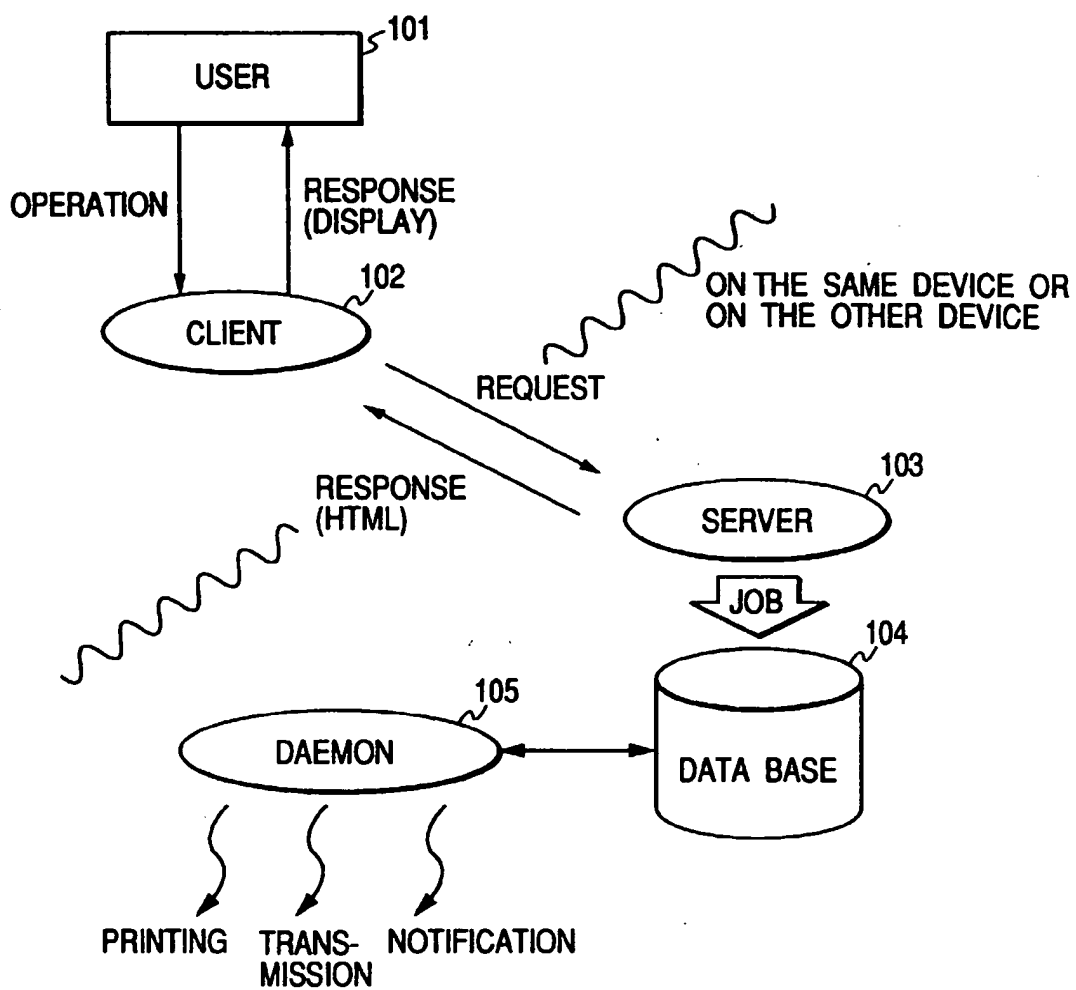 101
USER
OPERATION
RESPONSE
(DISPLAY)
102
CLIENT
ON THE SAME DEVICE OR
ON THE OTHER DEVICE
REQUEST
RESPONSE
(HTML)
103
SERVER
JOB
104
DATA BASE
105
DAEMON
PRINTING
TRANS-
MISSION
NOTIFICATION